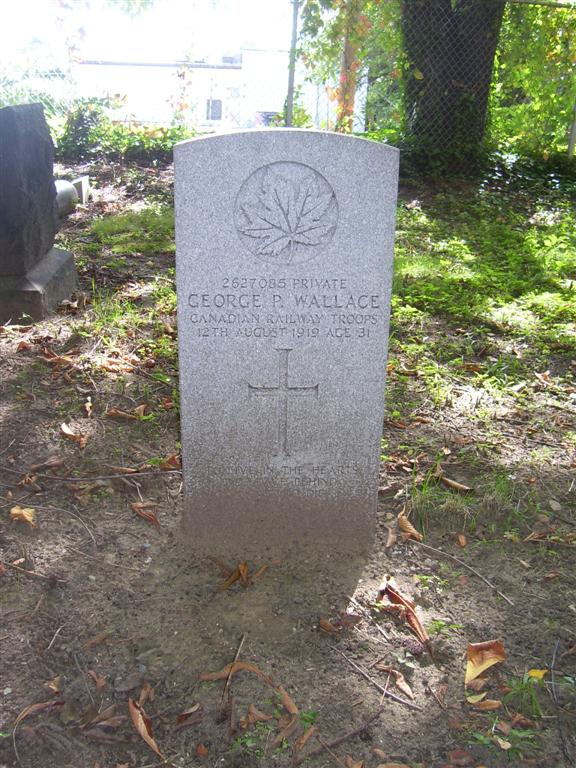 2627085 PRIVATE
GEORGE P. WALLACE
CANADIAN RAILWAY TROOPS
12TH AUGUST 1919 AGE 31
TO LIVE IN THE HEARTS
LEAVE BEHIND
DIE